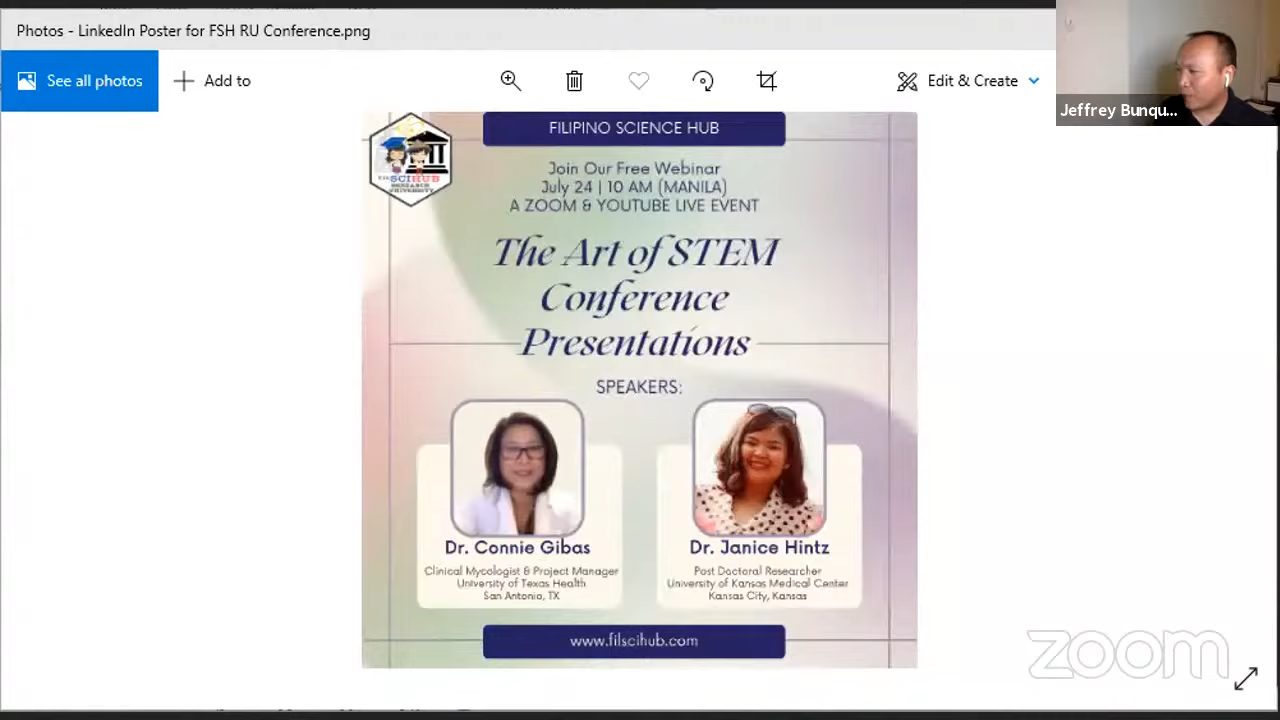 Photos - LinkedIn Poster for FSH RU Conference.png
See all photos
Add to
Edit & Create
Jeffrey Bunqu...
FILSCIHUB
RESEARCH
UNIVERSITY
FILIPINO SCIENCE HUB
Join Our Free Webinar
July 24 | 10 AM (MANILA)
A ZOOM & YOUTUBE LIVE EVENT
The Art of STEM
Conference
Presentations
SPEAKERS:
Dr. Connie Gibas
Clinical Mycologist & Project Manager
University of Texas Health
San Antonio, TX
Dr. Janice Hintz
Post Doctoral Researcher
University of Kansas Medical Center
Kansas City, Kansas
www.filscihub.com
zoom